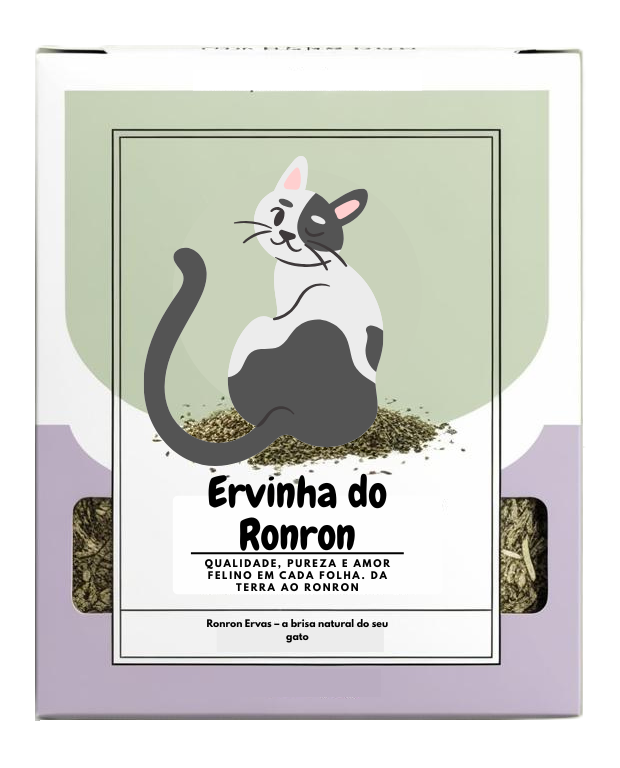 Ervinha do
Ronron
QUALIDADE, PUREZA E AMOR
FELINO EM CADA FOLHA. DA
TERRA AO RONRON
Ronron Ervas – a brisa natural do seu
gato